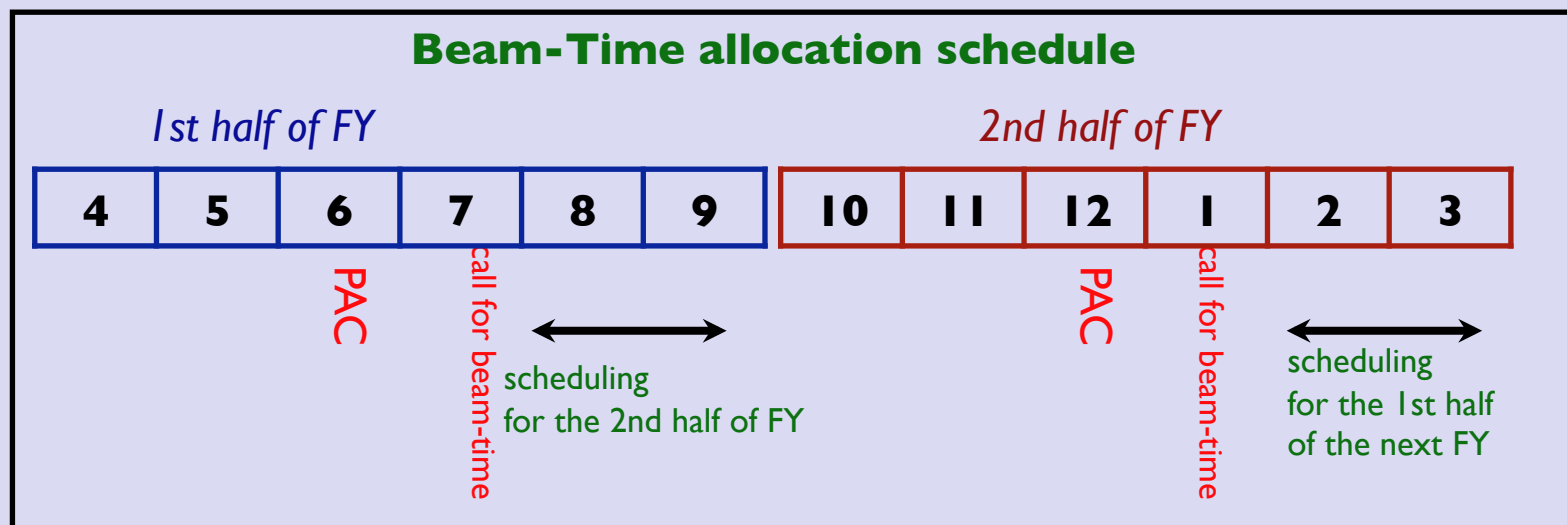 Beam-Time allocation schedule
1st half of FY
2nd half of FY
4 5 6 7 8 9 10 11 12 1 2 3
PAC
call for beam-time
scheduling
for the 2nd half of FY
PAC
call for beam-time
scheduling
for the 1st half
of the next FY